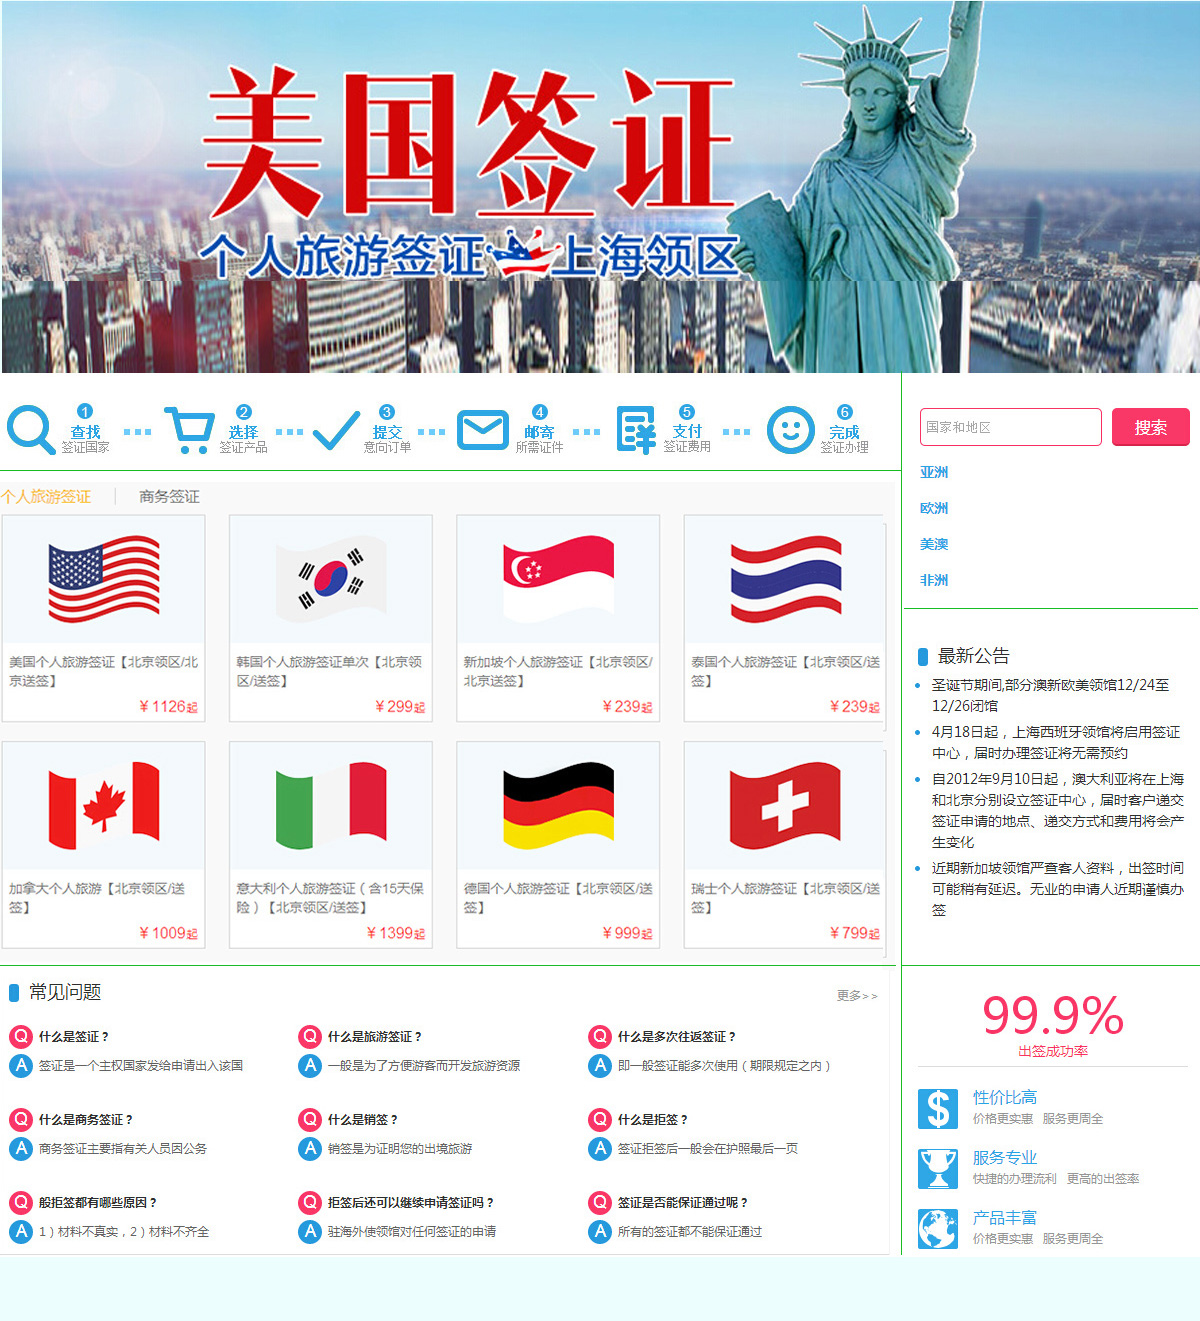 美国签证
个人旅游签证 上海领区
1
查找
签证国家
2
选择
签证产品
3
提交
意向订单
4
邮寄
所需证件
5
支付
签证费用
6
完成
签证办理
国家和地区
搜索
亚洲
欧洲
美澳
非洲
个人旅游签证
商务签证
美国个人旅游签证【北京领区/北
京送签】
¥1126起
韩国个人旅游签证单次【北京领
区/送签】
¥299起
新加坡个人旅游签证【北京领区/
北京送签】
¥239起
泰国个人旅游签证【北京领区/送
签】
¥239起
加拿大个人旅游【北京领区/送
签】
¥1009起
意大利个人旅游签证（含15天保
险）【北京领区/送签】
¥1399起
德国个人旅游签证【北京领区/送
签】
¥999起
瑞士个人旅游签证【北京领区/送
签】
¥799起
最新公告
圣诞节期间,部分澳新欧美领馆12/24至
12/26闭馆
4月18日起，上海西班牙领馆将启用签证
中心，届时办理签证将无需预约
自2012年9月10日起，澳大利亚将在上海
和北京分别设立签证中心，届时客户递交
签证申请的地点、递交方式和费用将会产
生变化
近期新加坡领馆严查客人资料，出签时间
可能稍有延迟。无业的申请人近期谨慎办
签
常见问题
更多>>
Q 什么是签证？
A 签证是一个主权国家发给申请出入该国
Q 什么是旅游签证？
A 一般是为了方便游客而开发旅游资源
Q 什么是多次往返签证？
A 即一般签证能多次使用（期限规定之内）
Q 什么是商务签证？
A 商务签证主要指有关人员因公务
Q 什么是销签？
A 销签是为证明您的出境旅游
Q 什么是拒签？
A 签证拒签后一般会在护照最后一页
Q 般拒签都有哪些原因？
A 1）材料不真实，2）材料不齐全
Q 拒签后还可以继续申请签证吗？
A 驻海外使领馆对任何签证的申请
Q 签证是否能保证通过呢？
A 所有的签证都不能保证通过
99.9%
出签成功率
$
性价比高
价格更实惠 服务更周全
服务专业
快捷的办理流利 更高的出签率
产品丰富
价格更实惠 服务更周全